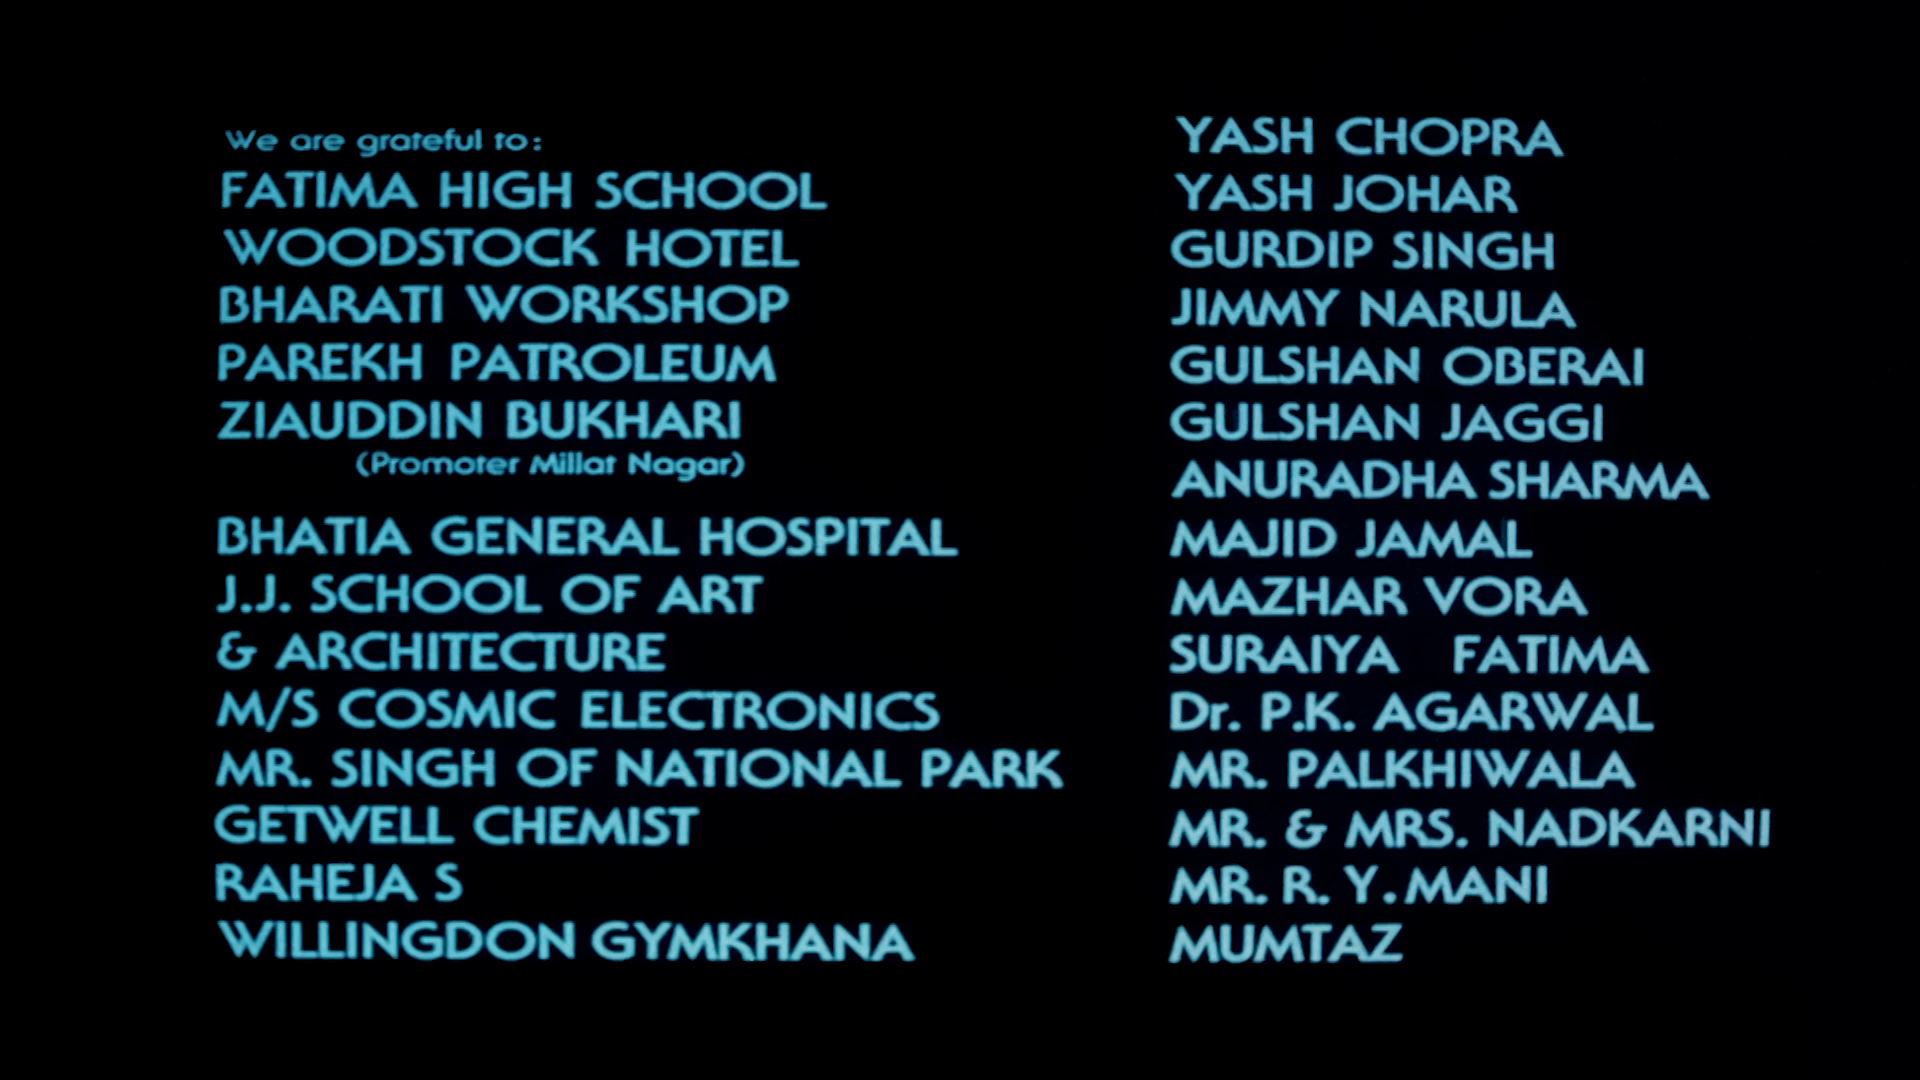 We are grateful to:
FATIMA HIGH SCHOOL
WOODSTOCK HOTEL
BHARATI WORKSHOP
PAREKH PATROLEUM
ZIAUDDIN BUKHARI
(Promoter Millat Nagar)
BHATIA GENERAL HOSPITAL
J.J. SCHOOL OF ART
& ARCHITECTURE
M/S COSMIC ELECTRONICS
MR. SINGH OF NATIONAL PARK
GETWELL CHEMIST
RAHEJA S
WILLINGDON GYMKHANA
YASH CHOPRA
YASH JOHAR
GURDIP SINGH
JIMMY NARULA
GULSHAN OBERAI
GULSHAN JAGGI
ANURADHA SHARMA
MAJID JAMAL
MAZHAR VORA
SURAIYA FATIMA
Dr. P.K. AGARWAL
MR. PALKHIWALA
MR. & MRS. NADKARNI
MR. R. Y. MANI
MUMTAZ